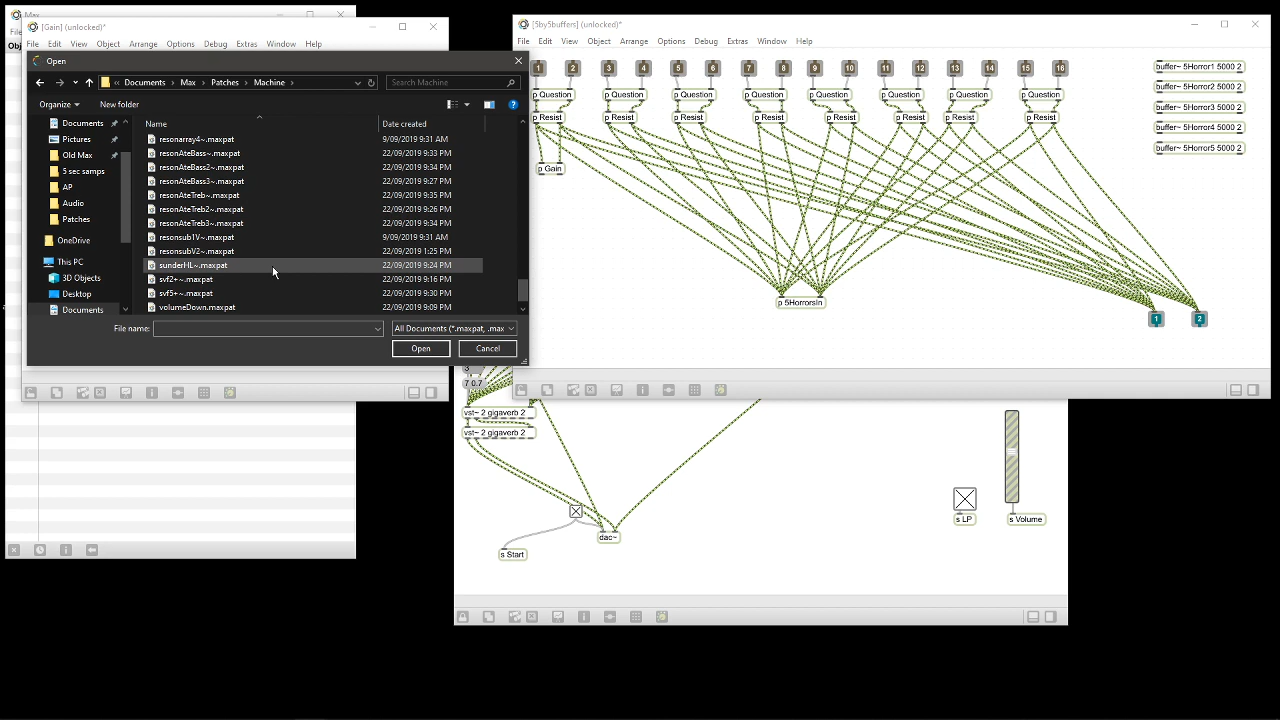 Max
[Gain] (unlocked)*
File Edit View Object Arrange Options Debug Extras Window Help
Open
« Documents › Max › Patches › Machine ›
Search Machine
Organize New folder
Name Date created
Documents
Pictures
Old Max
5 sec samps
AP
Audio
Patches
OneDrive
This PC
3D Objects
Desktop
Documents
resonarray4~.maxpat 9/09/2019 9:31 AM
resonAteBass~.maxpat 22/09/2019 9:33 PM
resonAteBass2~.maxpat 22/09/2019 9:34 PM
resonAteBass3~.maxpat 22/09/2019 9:27 PM
resonAteTreb~.maxpat 22/09/2019 9:35 PM
resonAteTreb2~.maxpat 22/09/2019 9:26 PM
resonAteTreb3~.maxpat 22/09/2019 9:34 PM
resonsub1V~.maxpat 9/09/2019 9:31 AM
resonsubV2~.maxpat 22/09/2019 1:25 PM
sunderHL~.maxpat 22/09/2019 9:24 PM
svf2+~.maxpat 22/09/2019 9:16 PM
svf3+~.maxpat 22/09/2019 9:30 PM
volumeDown.maxpat 22/09/2019 9:09 PM
File name: All Documents (*.maxpat, .max
Open Cancel
[5by5buffers] (unlocked)*
File Edit View Object Arrange Options Debug Extras Window Help
1 2 3 4 5 6 7 8 9 10 11 12 13 14 15 16
p Question p Question p Question p Question p Question p Question p Question p Question
p Resist p Resist p Resist p Resist p Resist p Resist p Resist p Resist
p Gain
p 5HorrorsIn
buffer~ 5Horror1 5000 2
buffer~ 5Horror2 5000 2
buffer~ 5Horror3 5000 2
buffer~ 5Horror4 5000 2
buffer~ 5Horror5 5000 2
1 2
7 0.7
vst~ 2 gigaverb 2
vst~ 2 gigaverb 2
dac~
s Start
s LP
s Volume